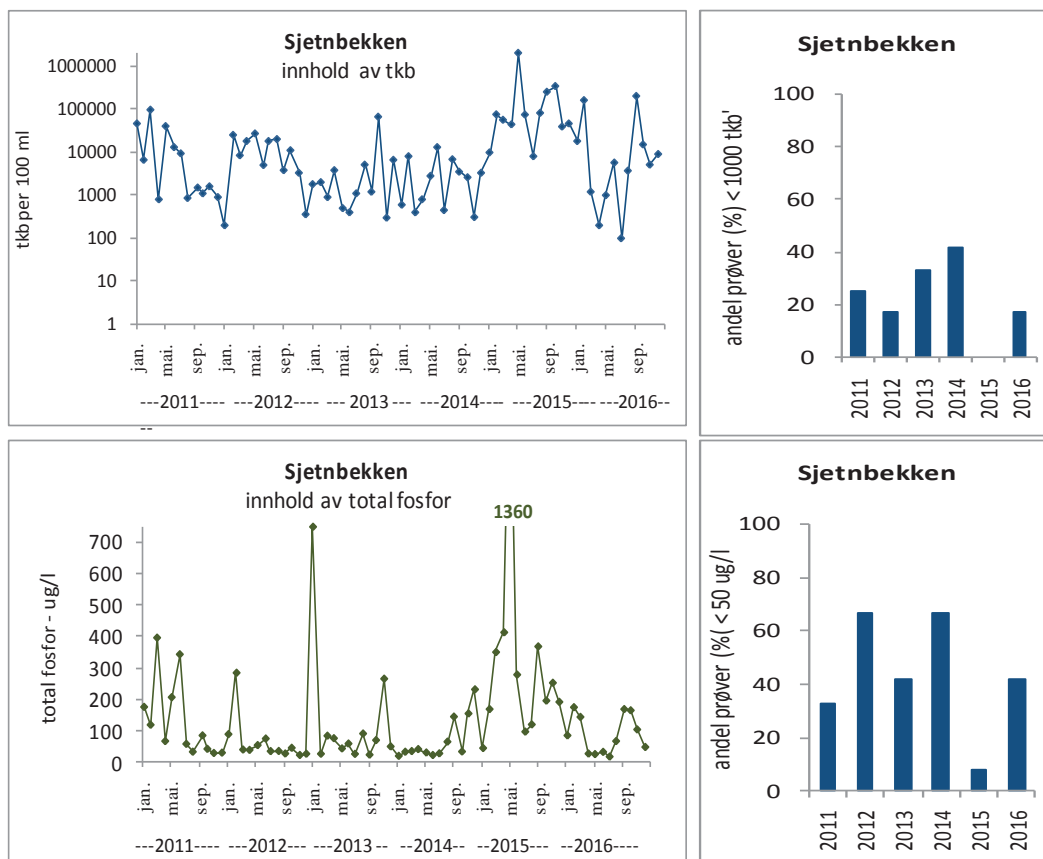 Sjetnbekken
innhold av tkb
tkb per 100 ml
1000000
100000
10000
1000
100
10
1
jan. mai. sep. jan. mai. sep. jan. mai. sep. jan. mai. sep. jan. mai. sep. jan. mai. sep.
---2011---- ---2012---- ---2013 --- ---2014---- ---2015---- ---2016--
--
Sjetnbekken
andel prøver (%) < 1000 tkb'
100
80
60
40
20
0
2011 2012 2013 2014 2015 2016
Sjetnbekken
innhold av total fosfor
1360
total fosfor - ug/l
700
600
500
400
300
200
100
0
jan. mai. sep. jan. mai. sep. jan. mai. sep. jan. mai. sep. jan. mai. sep. jan. mai. sep.
---2011---- ---2012---- ---2013 -- ---2014---- ---2015---- ---2016----
Sjetnbekken
andel prøver (%( < 50 ug/l
100
80
60
40
20
0
2011 2012 2013 2014 2015 2016